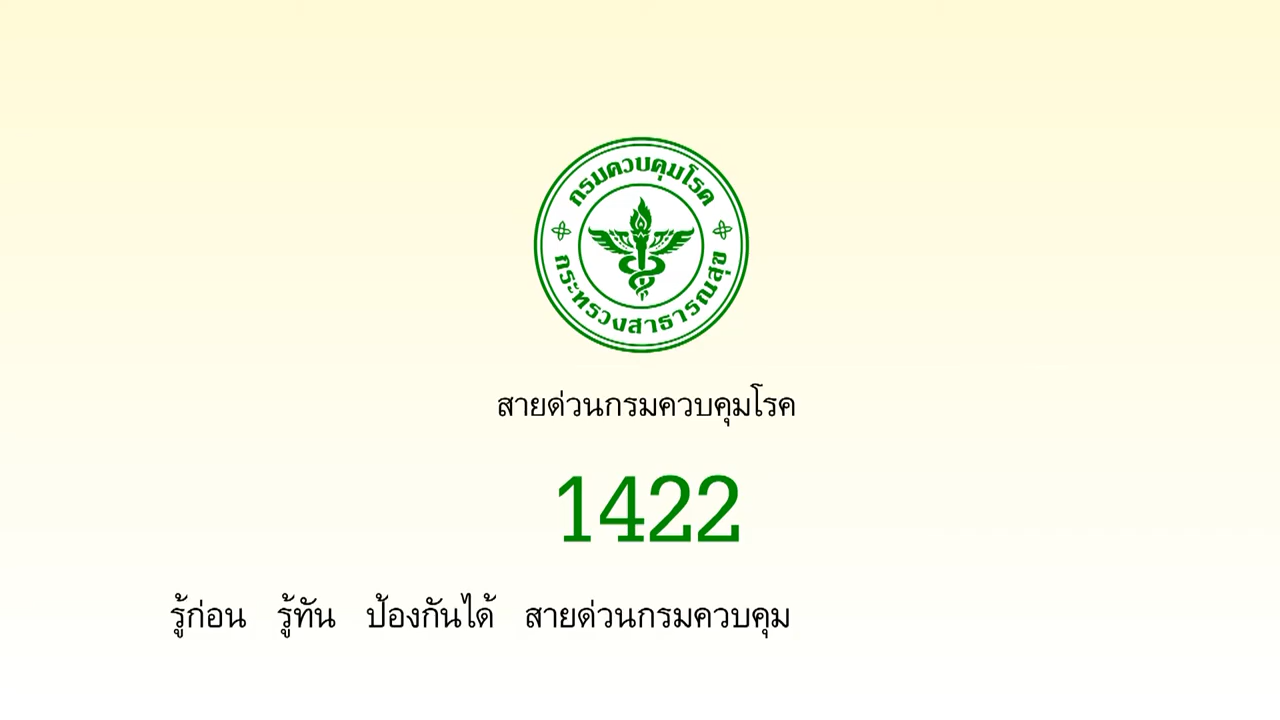 กรมควบคุมโรค
กระทรวงสาธารณสุข
สายด่วนกรมควบคุมโรค
1422
รู้ก่อน รู้ทัน ป้องกันได้ สายด่วนกรมควบคุม